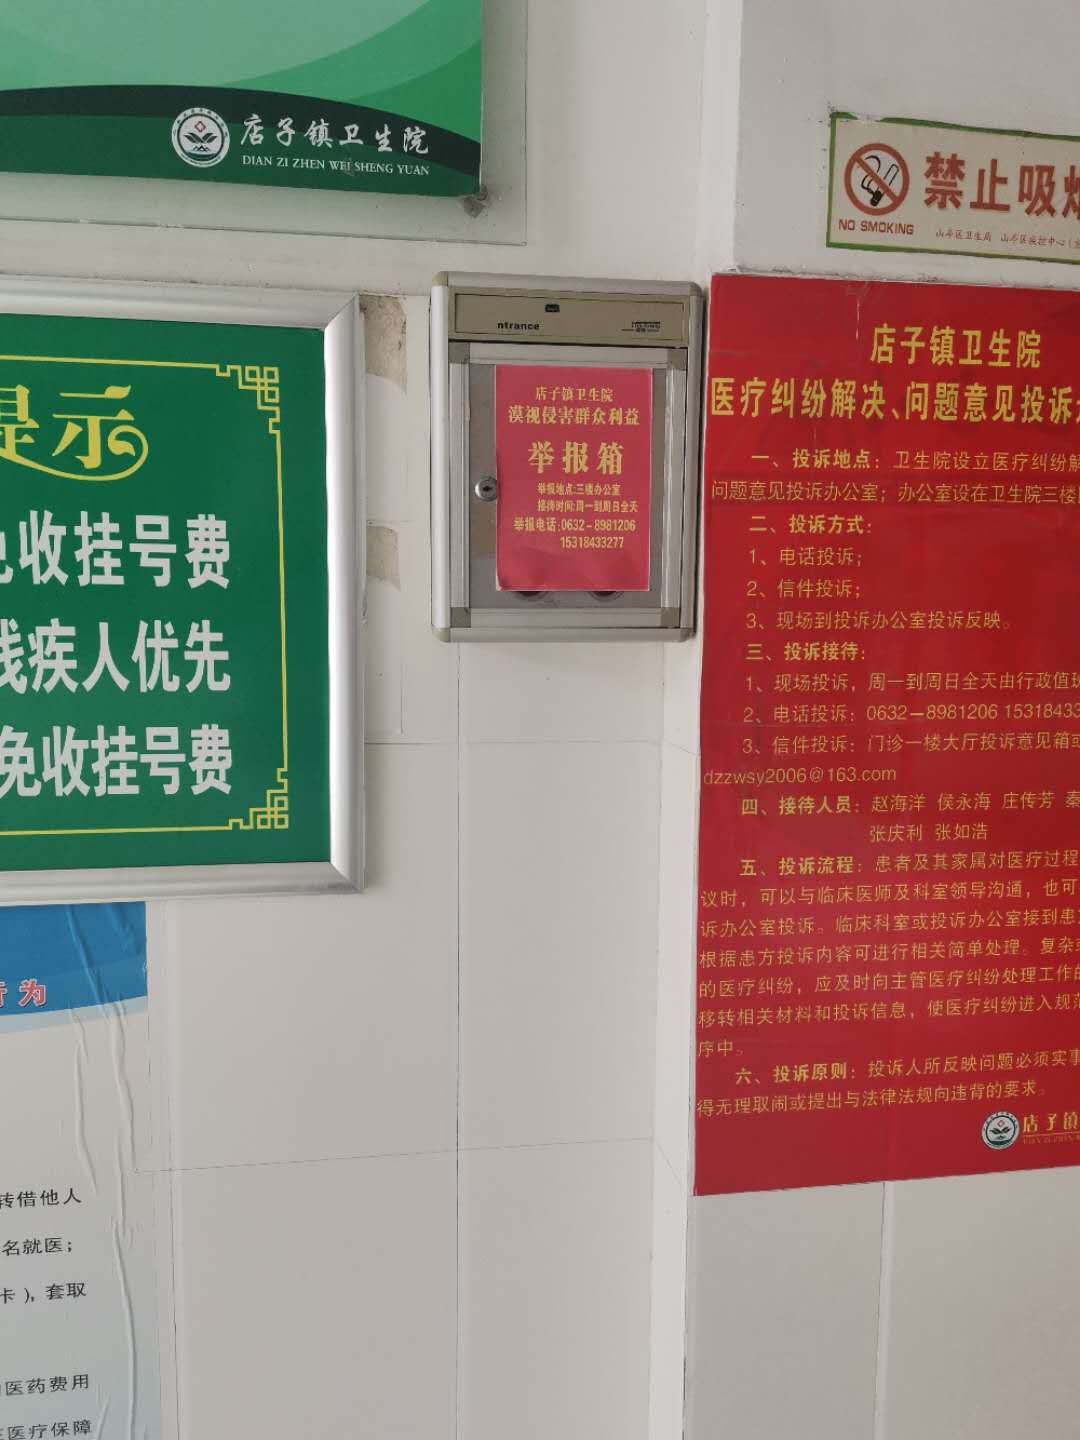 店子镇卫生院
DIAN ZI ZHEN WEI SHENG YUAN
禁止吸
NO SMOKING
山亭区卫生局 山亭区疾控中心
ntrance
店子镇卫生院
漠视侵害群众利益
举报箱
举报地点:三楼办公室
接待时间:周一到周日全天
举报电话:0632-8981206
15318433277
提示
免收挂号费
残疾人优先
免收挂号费
店子镇卫生院
医疗纠纷解决、问题意见投诉
一、投诉地点：卫生院设立医疗纠纷解
问题意见投诉办公室；办公室设在卫生院三楼
二、投诉方式：
1、电话投诉；
2、信件投诉；
3、现场到投诉办公室投诉反映。
三、投诉接待：
1、现场投诉，周一到周日全天由行政值班
2、电话投诉：0632-8981206 15318433
3、信件投诉：门诊一楼大厅投诉意见箱或
dzzwsy2006@163.com
四、接待人员：赵海洋 侯永海 庄传芳 秦
张庆利 张如浩
五、投诉流程：患者及其家属对医疗过程
议时，可以与临床医师及科室领导沟通，也可
诉办公室投诉。临床科室或投诉办公室接到患
根据患方投诉内容可进行相关简单处理。复杂
的医疗纠纷，应及时向主管医疗纠纷处理工作的
移转相关材料和投诉信息，使医疗纠纷进入规范
序中。
六、投诉原则：投诉人所反映问题必须实事
得无理取闹或提出与法律法规向违背的要求。
店子镇
行为
转借他人
名就医；
卡），套取
医药费用
医疗保障